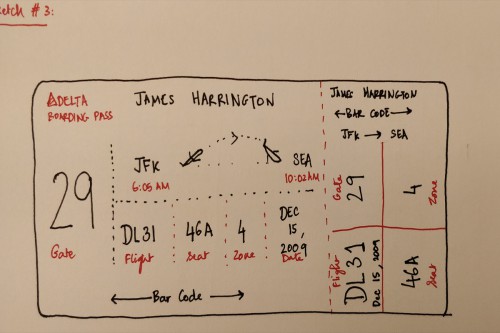 etch #3:
DELTA
BOARDING PASS
JAMES HARRINGTON
29
Gate
JFK
6:05 AM
SEA
10:02AM
DL31
Flight
46A
Seat
4
Zone
DEC
15,
2009
Date
Bar Code
JAMES HARRINGTON
BAR CODE
JFK → SEA
Gate
29
4
Zone
Flight
DL31
Dec 15, 2009
46A
Seat